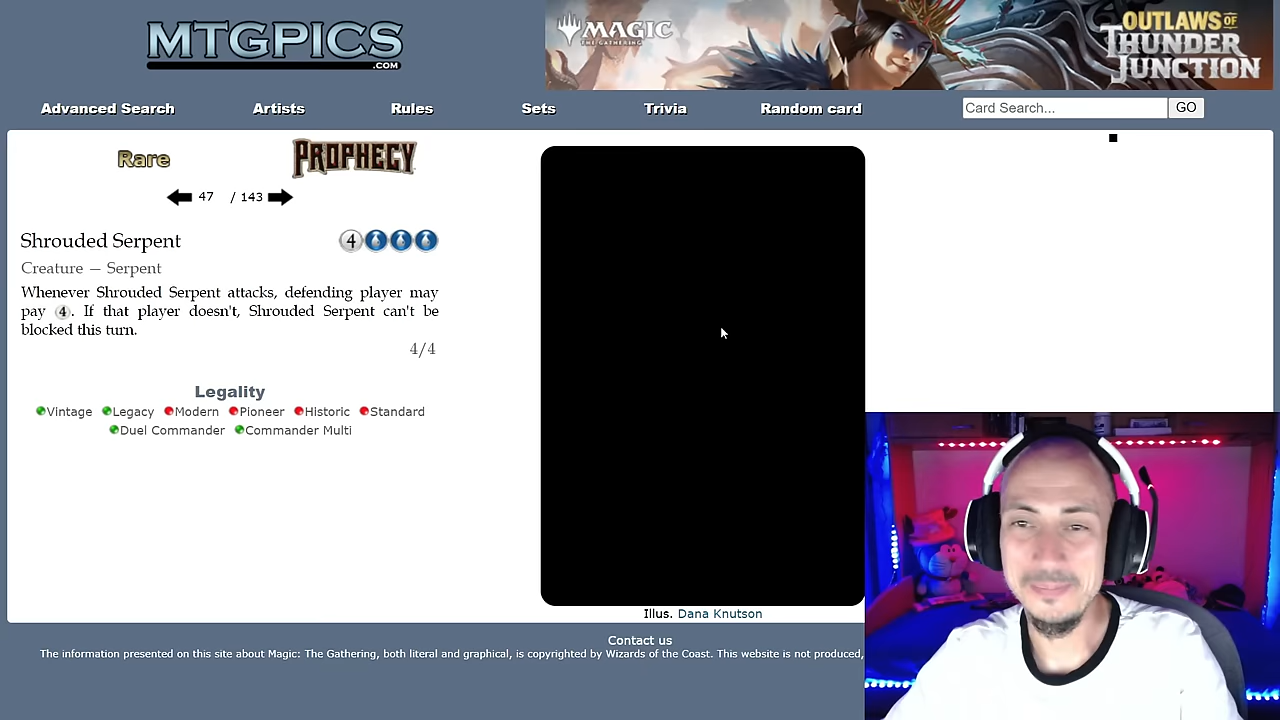 MTGPICS
.COM
MAGIC
THE GATHERING
OUTLAWS OF
THUNDER
JUNCTION
Advanced Search
Artists
Rules
Sets
Trivia
Random card
Card Search...
GO
Rare
PROPHECY
47 / 143
Shrouded Serpent
4
Creature — Serpent
Whenever Shrouded Serpent attacks, defending player may
pay 4. If that player doesn't, Shrouded Serpent can't be
blocked this turn.
4/4
Legality
Vintage Legacy Modern Pioneer Historic Standard
Duel Commander Commander Multi
Illus. Dana Knutson
Contact us
The information presented on this site about Magic: The Gathering, both literal and graphical, is copyrighted by Wizards of the Coast. This website is not produced,